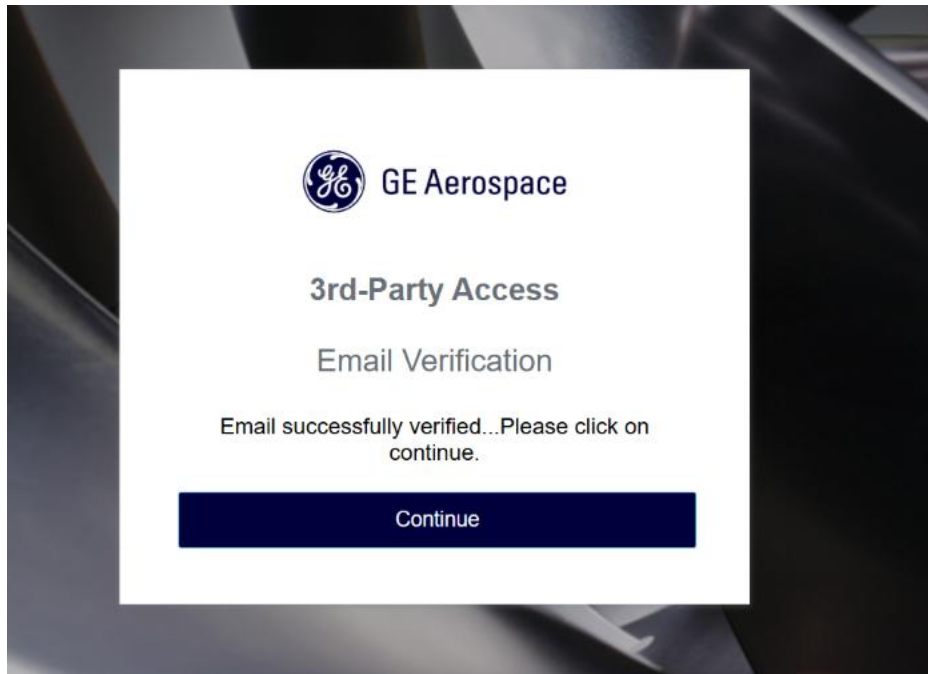 GE Aerospace
3rd-Party Access
Email Verification
Email successfully verified...Please click on
continue.
Continue